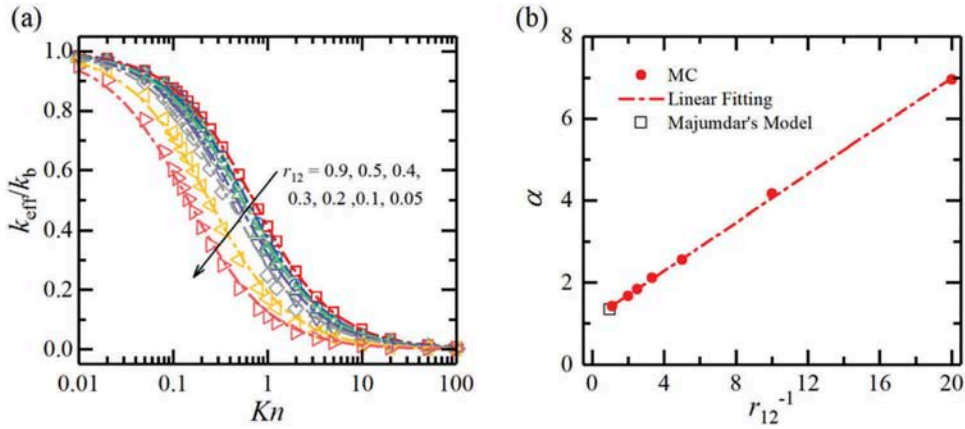 (a)
1.0
0.8
0.6
0.4
0.2
0.0
k_eff/k_b
r_12 = 0.9, 0.5, 0.4,
0.3, 0.2 ,0.1, 0.05
0.01 0.1 1 10 100
Kn
(b)
8
6
4
2
0
α
MC
Linear Fitting
Majumdar's Model
0 4 8 12 16 20
r_12^-1